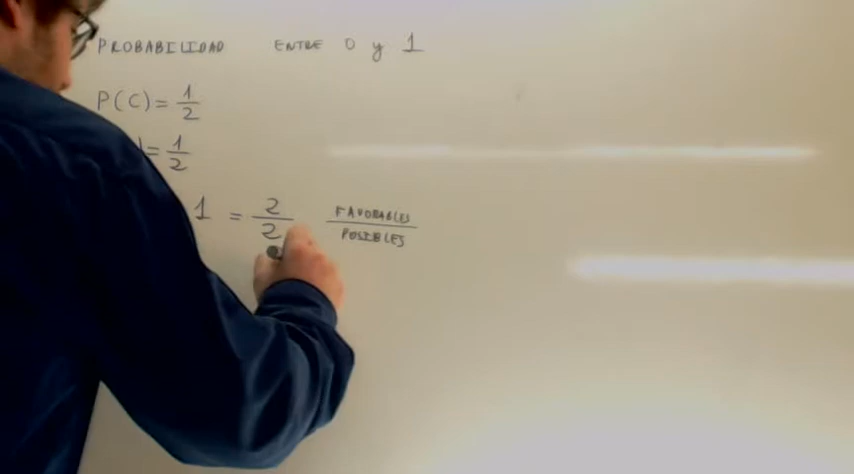 PROBABILIDAD ENTRE 0 y 1
P(C) = 1/2
= 1/2
1 = 2/2 FAVORABLES/POSIBLES